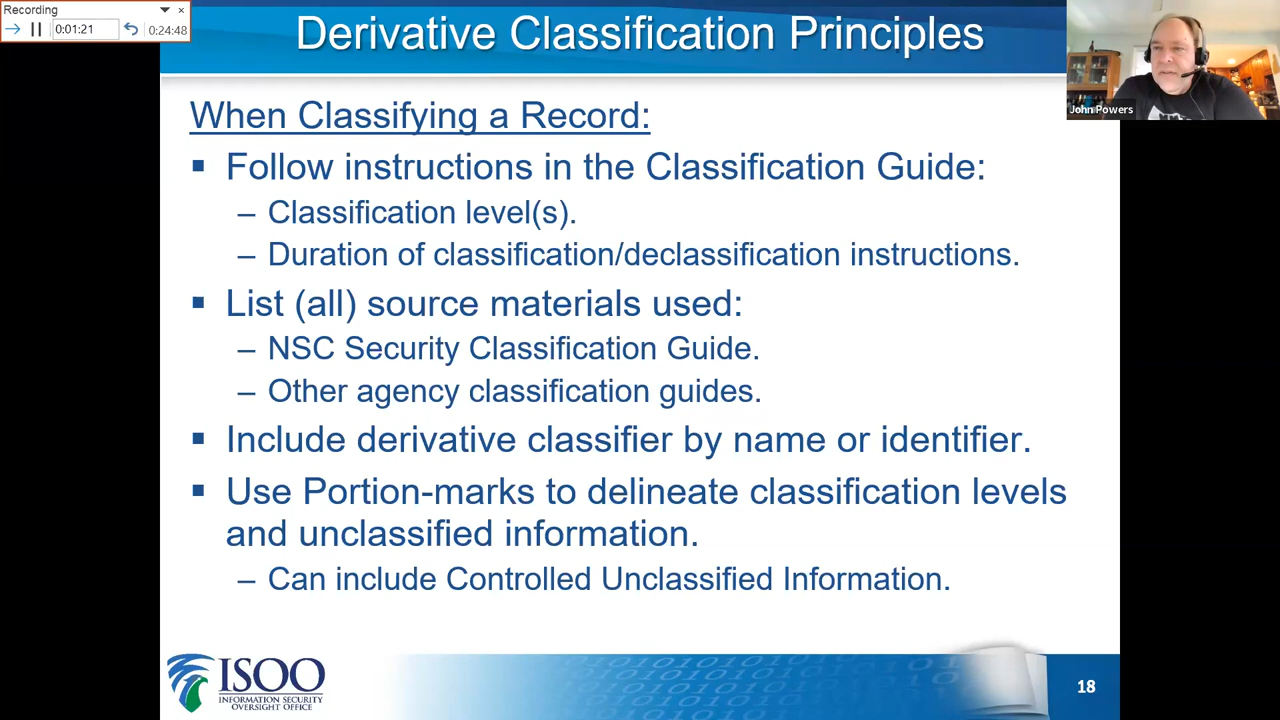 Recording
0:01:21
0:24:48
Derivative Classification Principles
John Powers
When Classifying a Record:
▪ Follow instructions in the Classification Guide:
– Classification level(s).
– Duration of classification/declassification instructions.
▪ List (all) source materials used:
– NSC Security Classification Guide.
– Other agency classification guides.
▪ Include derivative classifier by name or identifier.
▪ Use Portion-marks to delineate classification levels
and unclassified information.
– Can include Controlled Unclassified Information.
ISOO
INFORMATION SECURITY
OVERSIGHT OFFICE
18